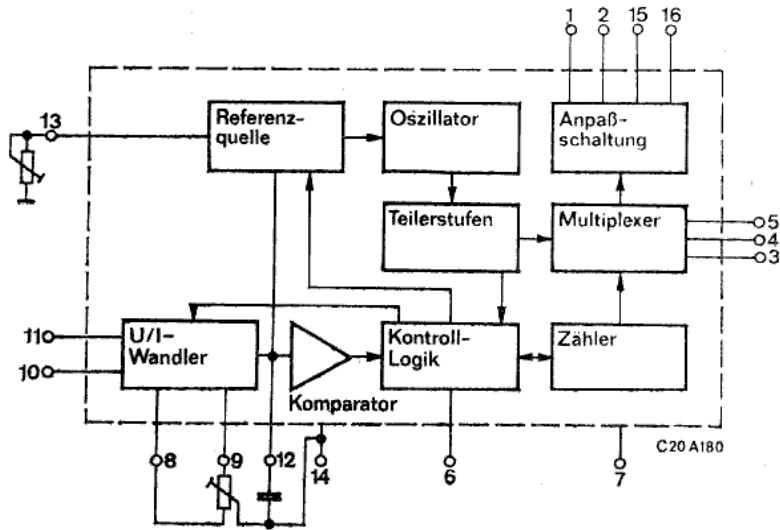 1 2 15 16
13
Referenz-
quelle
Oszillator
Anpaß-
schaltung
Teilerstufen
Multiplexer
5
4
3
11
10
U/I-
Wandler
Komparator
Kontroll-
Logik
Zähler
C20 A180
8 9 12 14 6 7